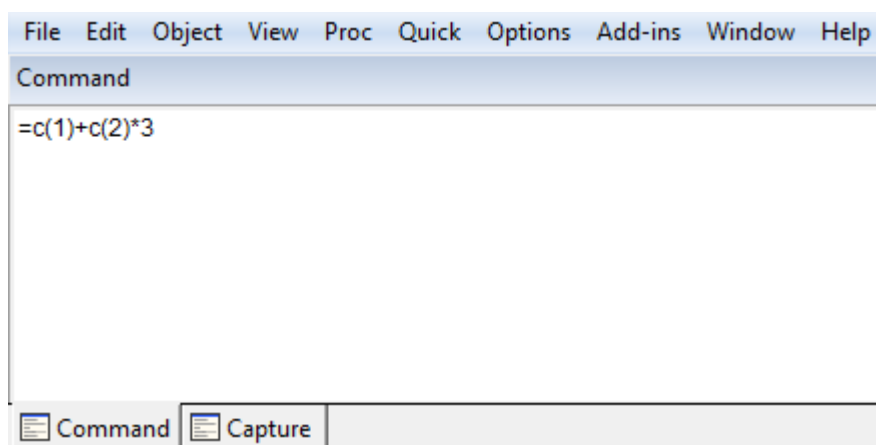 File Edit Object View Proc Quick Options Add-ins Window Help
Command
=c(1)+c(2)*3
Command Capture